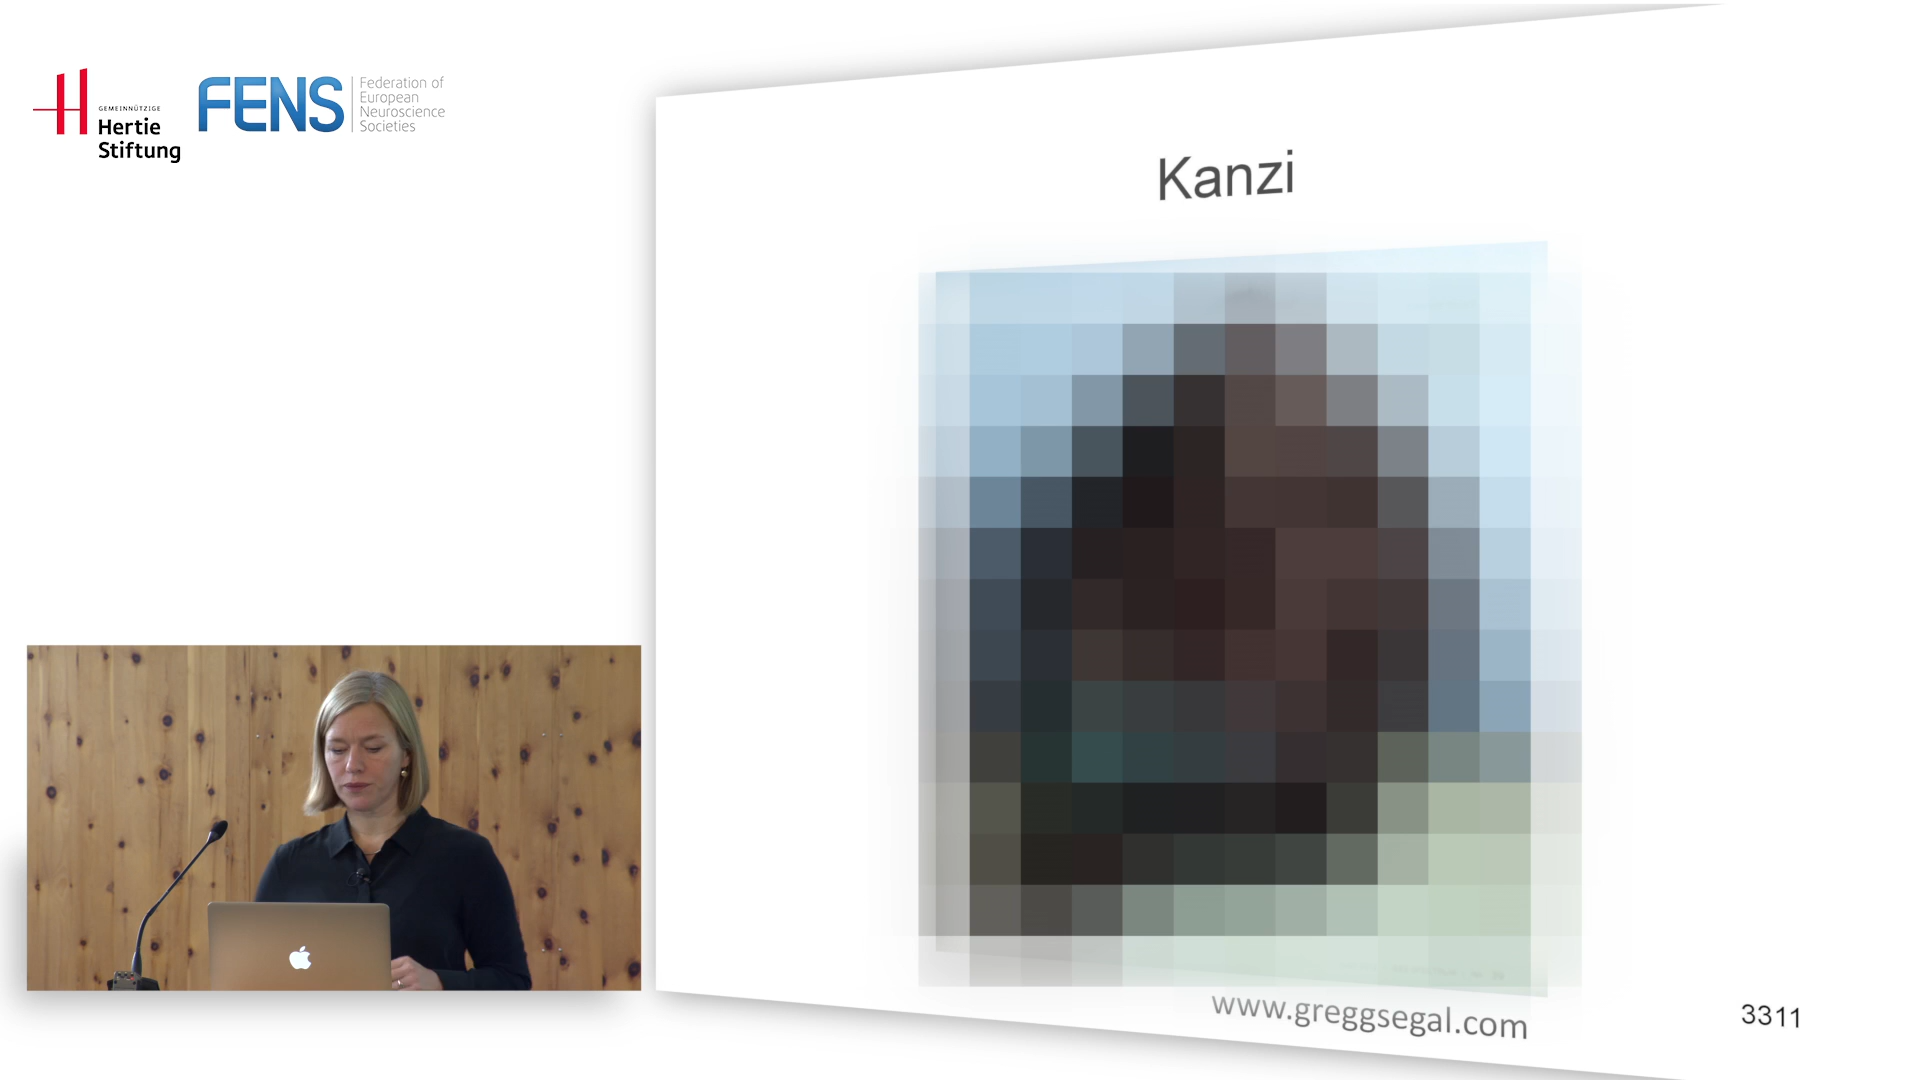 GEMEINNÜTZIGE
Hertie
Stiftung
FENS
Federation of
European
Neuroscience
Societies
Kanzi
www.greggsegal.com
3311